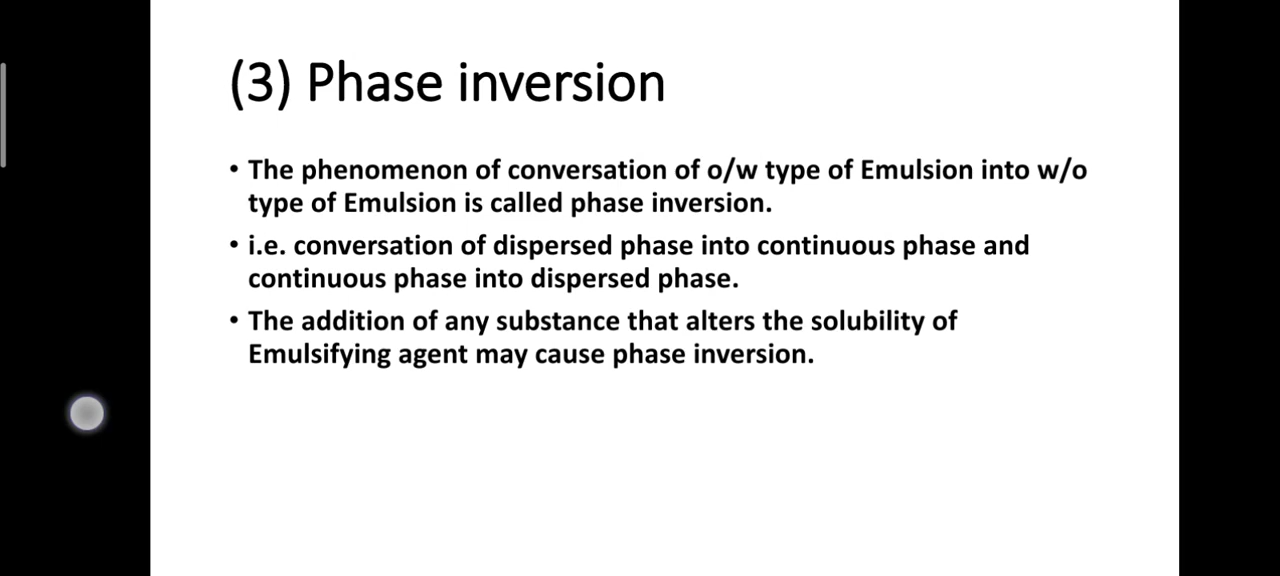 (3) Phase inversion
• The phenomenon of conversation of o/w type of Emulsion into w/o
type of Emulsion is called phase inversion.
• i.e. conversation of dispersed phase into continuous phase and
continuous phase into dispersed phase.
• The addition of any substance that alters the solubility of
Emulsifying agent may cause phase inversion.